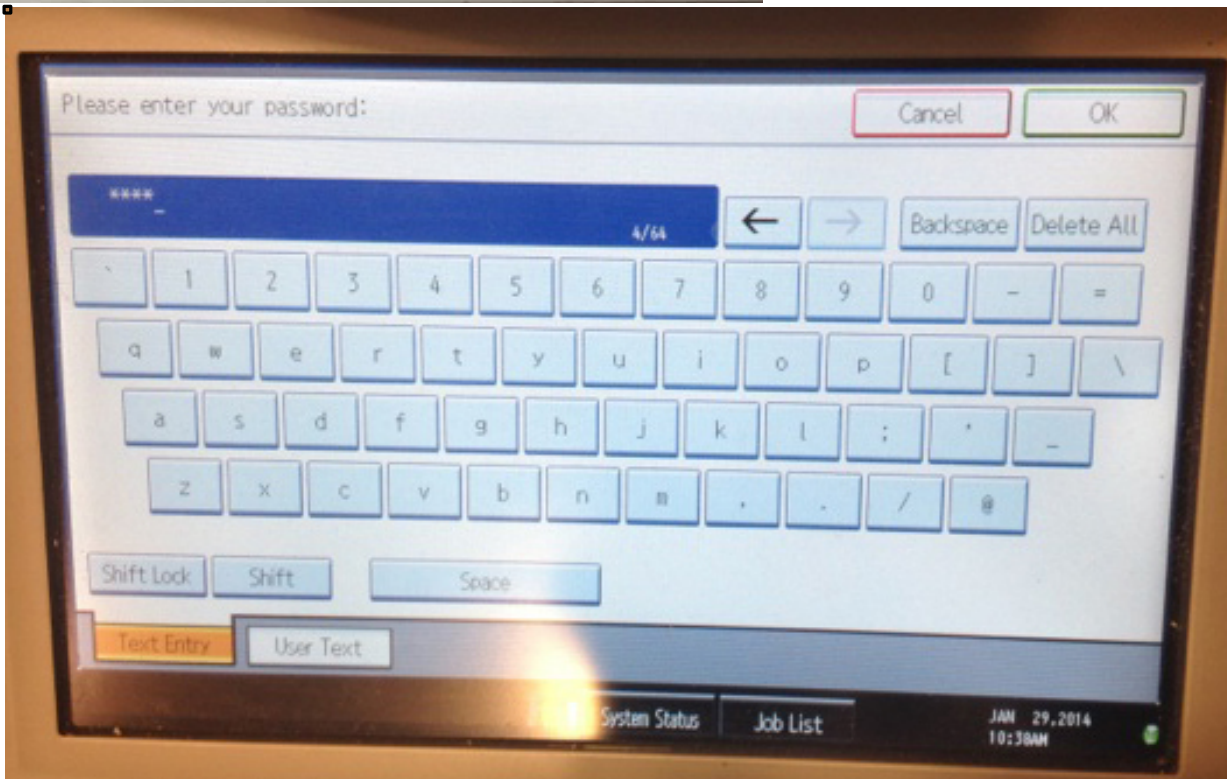 Please enter your password:
Cancel
OK
****_
4/64
← → Backspace Delete All
` 1 2 3 4 5 6 7 8 9 0 - =
q w e r t y u i o p [ ] \
a s d f g h j k l ; ' _
z x c v b n m , . / @
Shift Lock Shift Space
Text Entry User Text
System Status Job List
JAN 29,2014
10:38AM